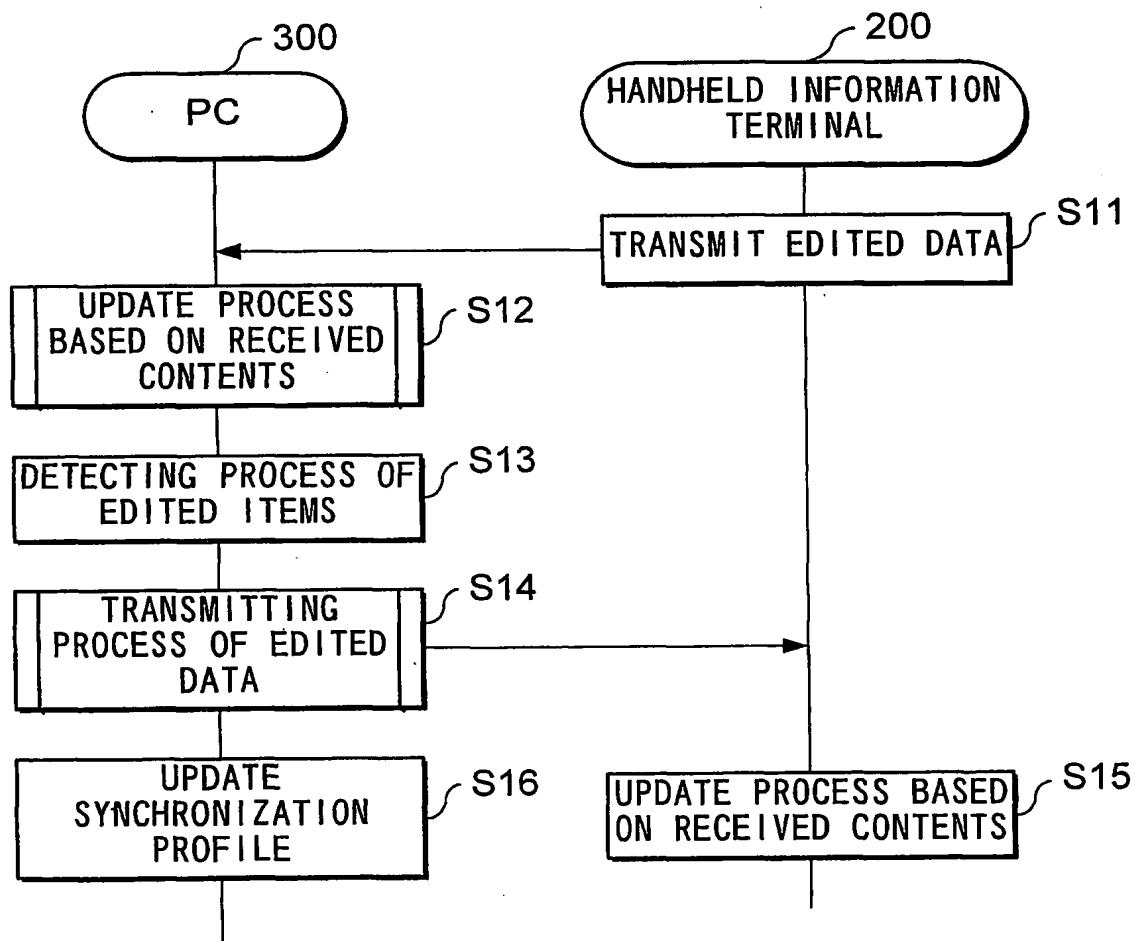 300
200
PC
HANDHELD INFORMATION
TERMINAL
S11
TRANSMIT EDITED DATA
UPDATE PROCESS
BASED ON RECEIVED
CONTENTS
S12
DETECTING PROCESS OF
EDITED ITEMS
S13
TRANSMITTING
PROCESS OF EDITED
DATA
S14
UPDATE
SYNCHRONIZATION
PROFILE
S16
UPDATE PROCESS BASED
ON RECEIVED CONTENTS
S15